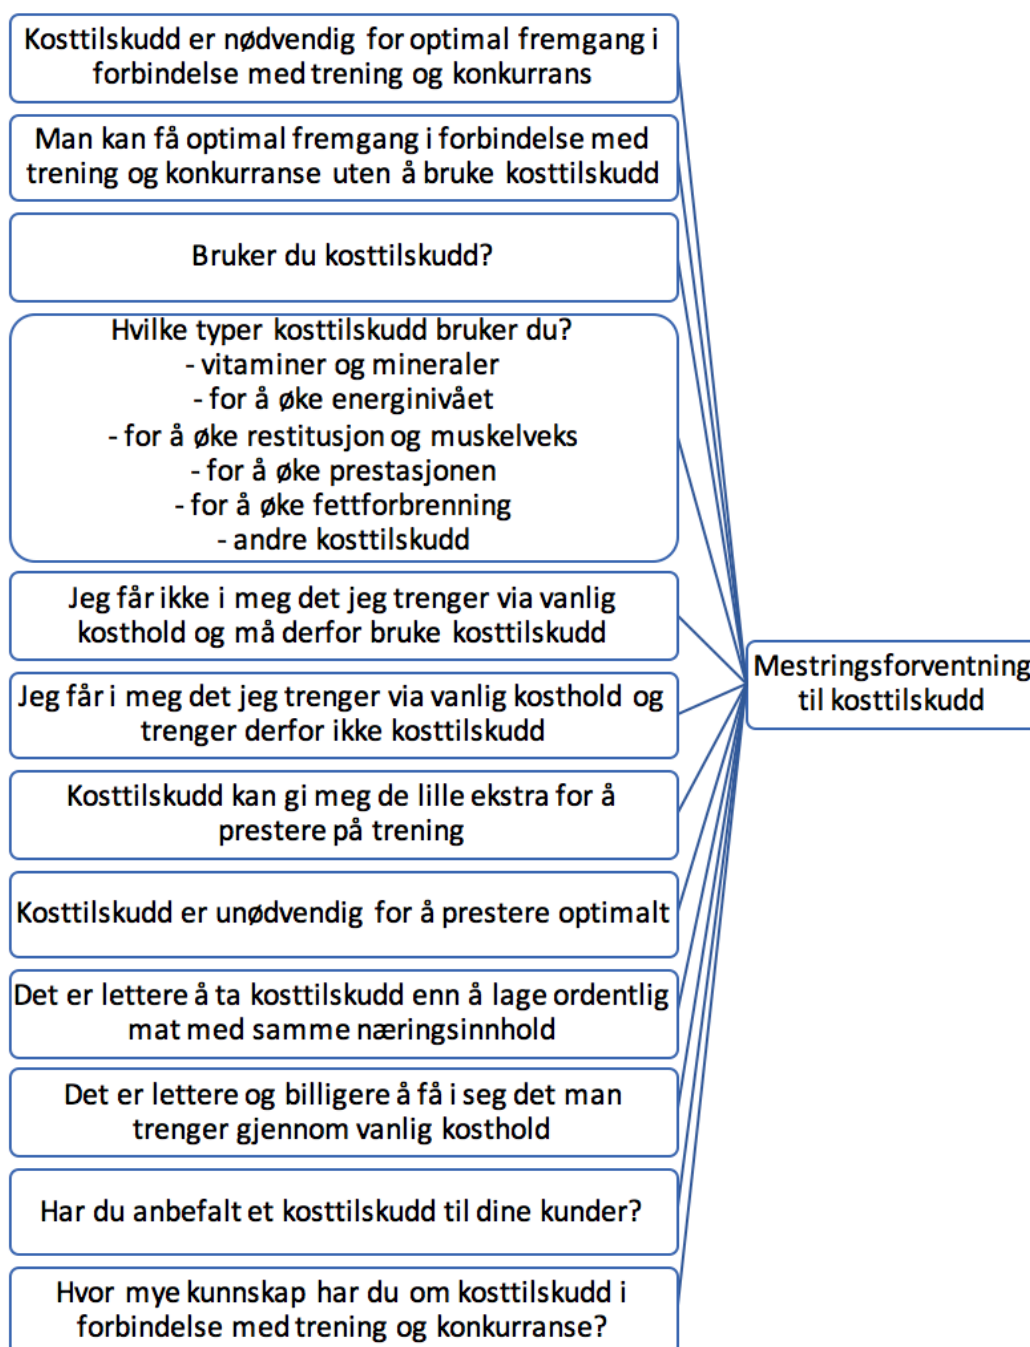 Kosttilskudd er nødvendig for optimal fremgang i
forbindelse med trening og konkurrans
Man kan få optimal fremgang i forbindelse med
trening og konkurranse uten å bruke kosttilskudd
Bruker du kosttilskudd?
Hvilke typer kosttilskudd bruker du?
- vitaminer og mineraler
- for å øke energinivået
- for å øke restitusjon og muskelveks
- for å øke prestasjonen
- for å øke fettforbrenning
- andre kosttilskudd
Jeg får ikke i meg det jeg trenger via vanlig
kosthold og må derfor bruke kosttilskudd
Jeg får i meg det jeg trenger via vanlig kosthold og
trenger derfor ikke kosttilskudd
Kosttilskudd kan gi meg de lille ekstra for å
prestere på trening
Kosttilskudd er unødvendig for å prestere optimalt
Det er lettere å ta kosttilskudd enn å lage ordentlig
mat med samme næringsinnhold
Det er lettere og billigere å få i seg det man
trenger gjennom vanlig kosthold
Har du anbefalt et kosttilskudd til dine kunder?
Hvor mye kunnskap har du om kosttilskudd i
forbindelse med trening og konkurranse?
Mestringsforventning
til kosttilskudd